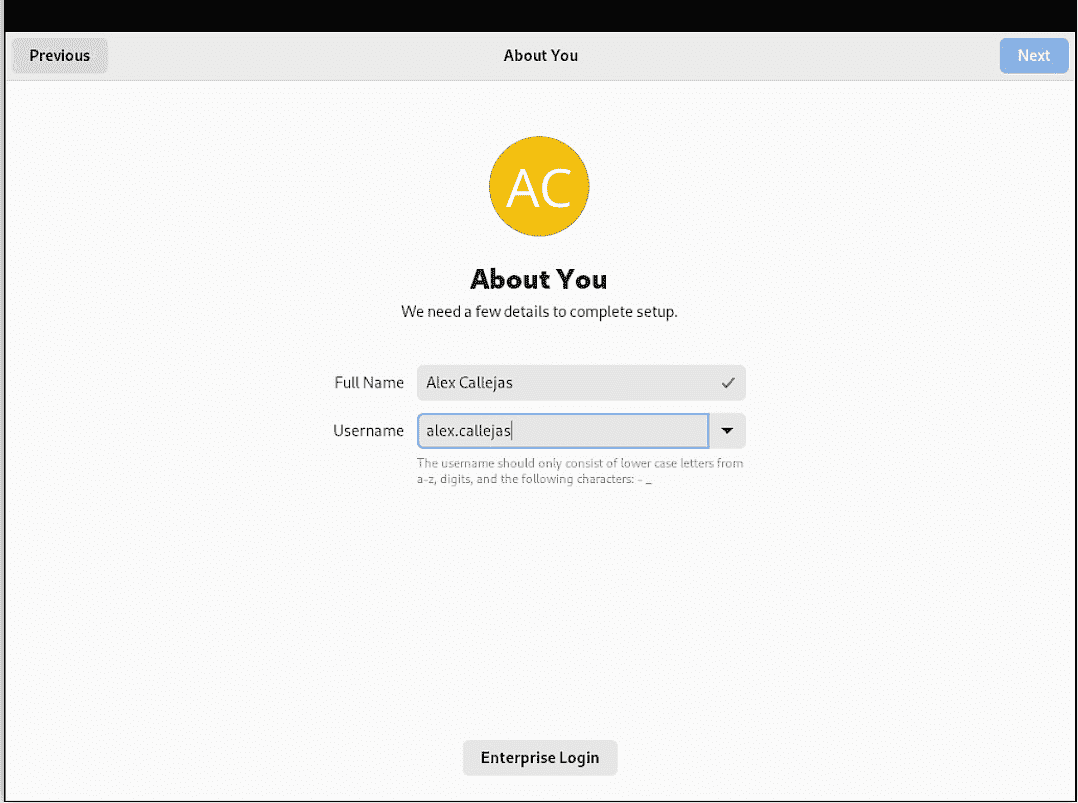 Previous
About You
Next
AC
About You
We need a few details to complete setup.
Full Name Alex Callejas
Username alex.callejas
The username should only consist of lower case letters from
a-z, digits, and the following characters: - _
Enterprise Login